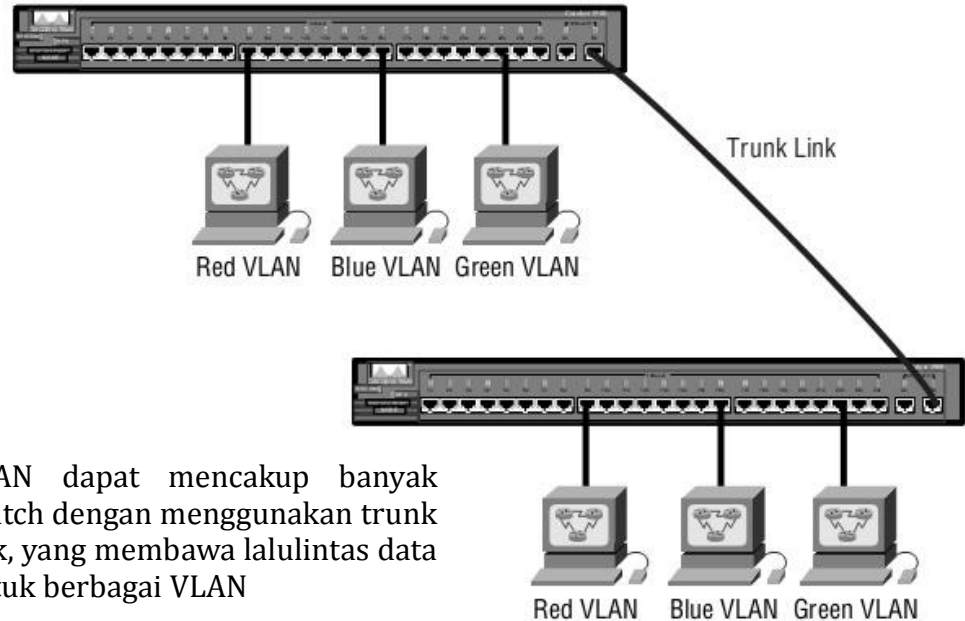 Trunk Link
Red VLAN Blue VLAN Green VLAN
AN dapat mencakup banyak
tch dengan menggunakan trunk
k, yang membawa lalulintas data
tuk berbagai VLAN
Red VLAN Blue VLAN Green VLAN